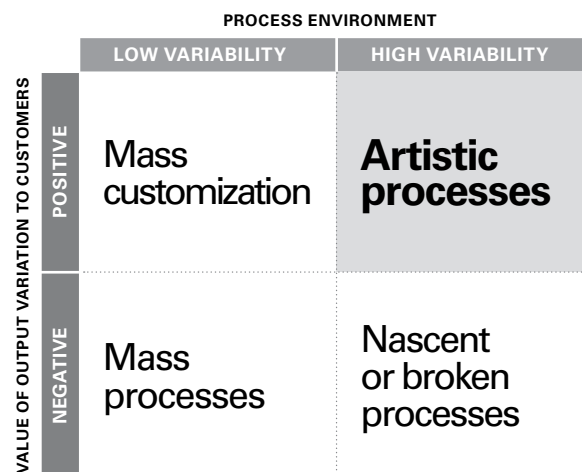 PROCESS ENVIRONMENT
LOW VARIABILITY
HIGH VARIABILITY
VALUE OF OUTPUT VARIATION TO CUSTOMERS
POSITIVE
Mass
customization
Artistic
processes
NEGATIVE
Mass
processes
Nascent
or broken
processes